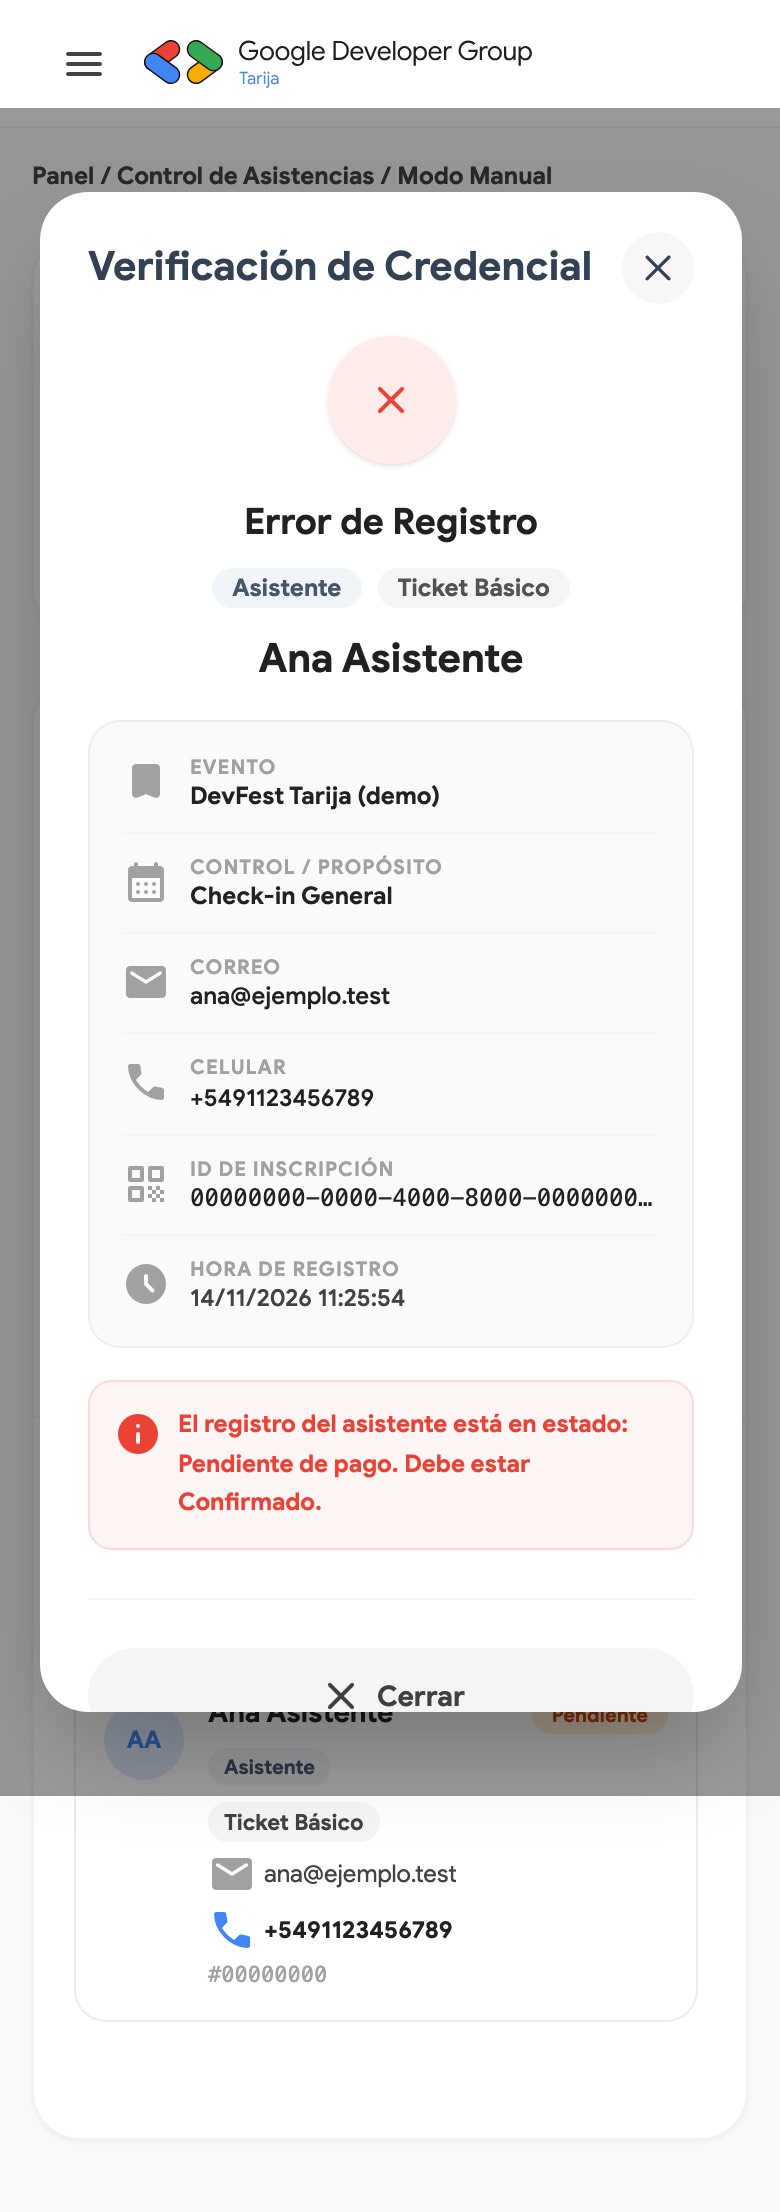 Google Developer Group
Tarija
Panel / Control de Asistencias / Modo Manual
Verificación de Credencial
Error de Registro
Asistente
Ticket Básico
Ana Asistente
EVENTO
DevFest Tarija (demo)
CONTROL / PROPÓSITO
Check-in General
CORREO
ana@ejemplo.test
CELULAR
+5491123456789
ID DE INSCRIPCIÓN
00000000-0000-4000-8000-0000000…
HORA DE REGISTRO
14/11/2026 11:25:54
El registro del asistente está en estado:
Pendiente de pago. Debe estar
Confirmado.
Cerrar
Ana Asistente
Pendiente
AA
Asistente
Ticket Básico
ana@ejemplo.test
+5491123456789
#00000000